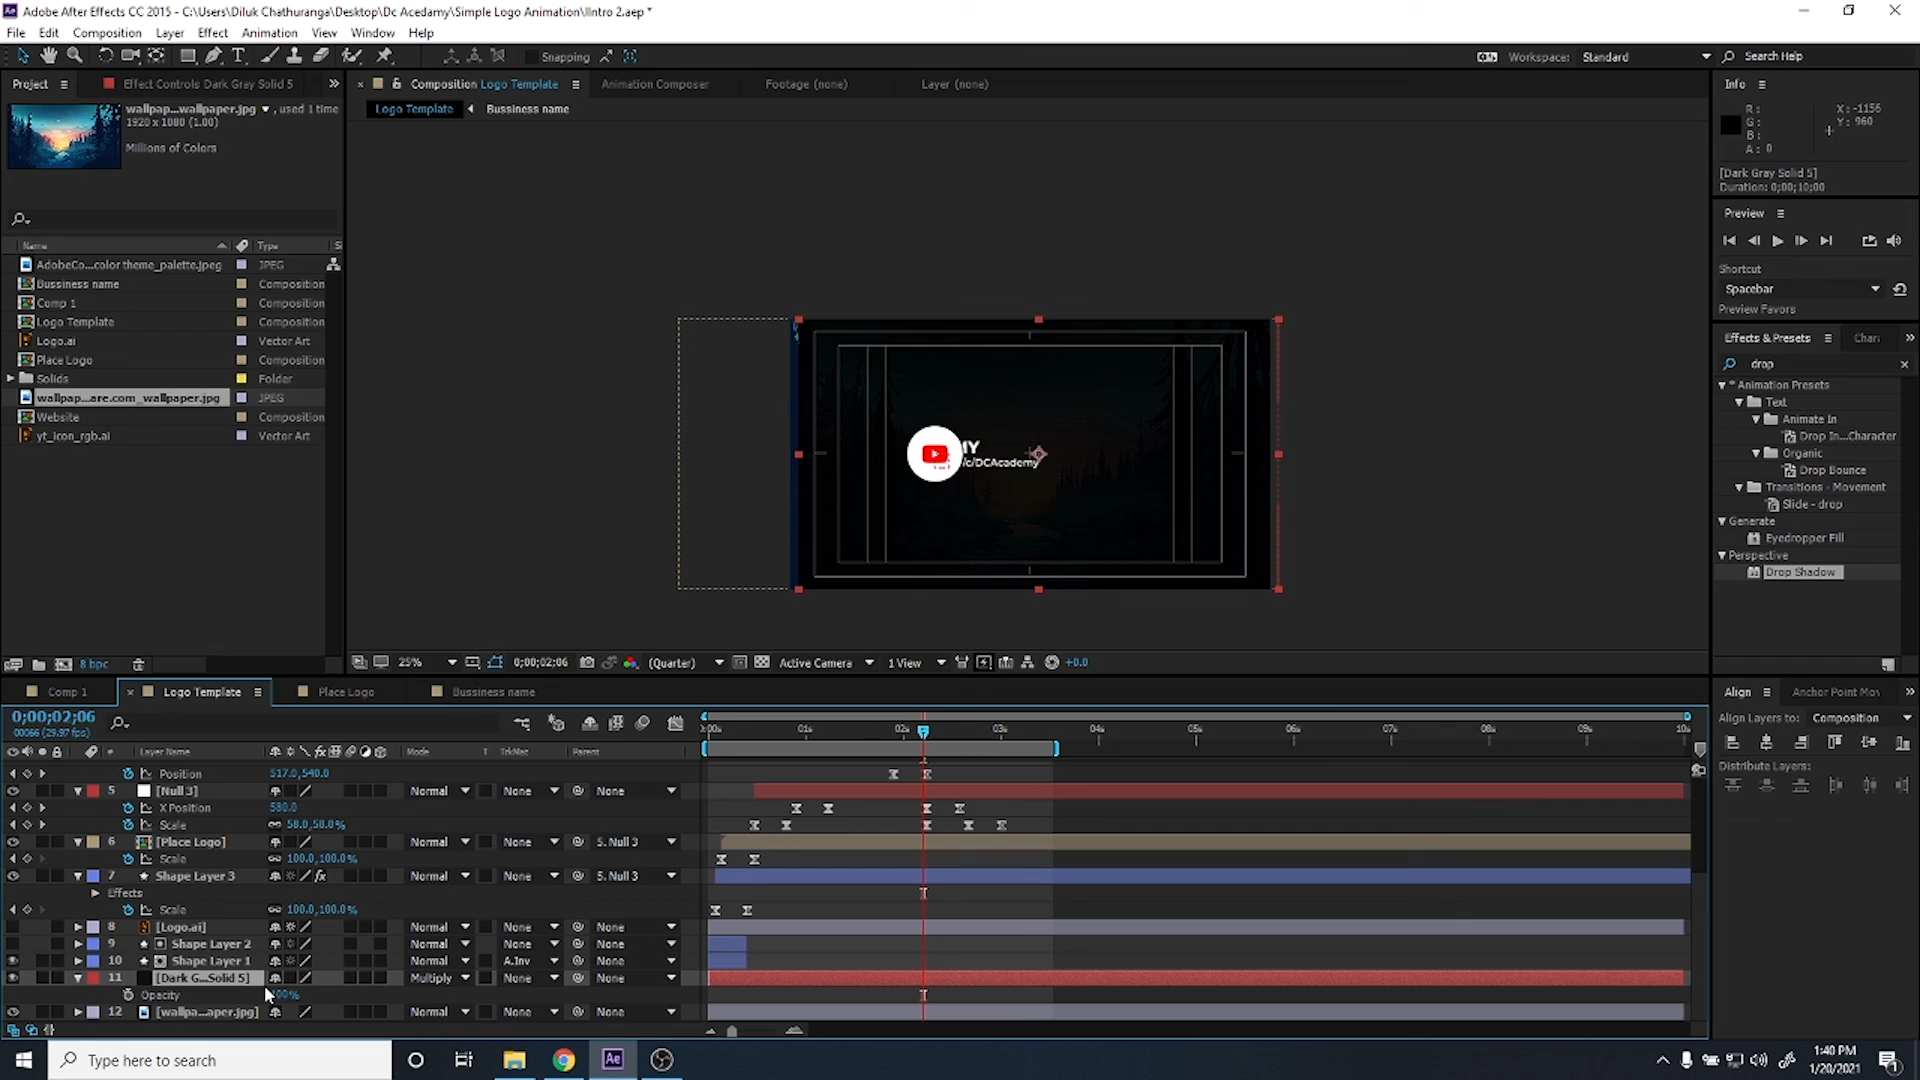 Adobe After Effects CC 2015 - C:\Users\Diluk Chathuranga\Desktop\Dc Acedamy\Simple Logo Animation\IIntro 2.aep *
File Edit Composition Layer Effect Animation View Window Help
Snapping
Workspace: Standard
Search Help
Project
Effect Controls Dark Gray Solid 5
Composition Logo Template
Animation Composer
Footage (none)
Layer (none)
Info
wallpap...wallpaper.jpg , used 1 time
1920 x 1080 (1.00)
Millions of Colors
Logo Template Bussiness name
R:
G:
B:
A: 0
X: -1156
Y: 960
[Dark Gray Solid 5]
Duration: 0;00;10;00
Preview
Shortcut
Spacebar
Preview Favors
Name Type
AdobeCo...color theme_palette.jpeg JPEG
Bussiness name Composition
Comp 1 Composition
Logo Template Composition
Logo.ai Vector Art
Place Logo Composition
Solids Folder
wallpap...are.com_wallpaper.jpg JPEG
Website Composition
yt_icon_rgb.ai Vector Art
MY
/c/DCAcademy
Effects & Presets
drop
* Animation Presets
Text
Animate In
Drop In...Character
Organic
Drop Bounce
Transitions - Movement
Slide - drop
Generate
Eyedropper Fill
Perspective
Drop Shadow
8 bpc
25% 0;00;02;06 (Quarter) Active Camera 1 View +0.0
Comp 1 Logo Template Place Logo Bussiness name
0;00;02;06
00066 (29.97 fps)
01s 02s 03s 04s 05s 06s 07s 08s 09s 10s
# Layer Name Mode T TrkMat Parent
Position 517.0,540.0
5 [Null 3] Normal None None
X Position 580.0
Scale 58.0,58.0%
6 [Place Logo] Normal None 5. Null 3
Scale 100.0,100.0%
7 Shape Layer 3 Normal None 5. Null 3
Effects
Scale 100.0,100.0%
8 [Logo.ai] Normal None None
9 Shape Layer 2 Normal None None
10 Shape Layer 1 Normal A.Inv None
11 [Dark G...Solid 5] Multiply None None
Opacity
12 [wallpa...aper.jpg] Normal None None
Align
Anchor Point Mov
Align Layers to: Composition
Distribute Layers:
Type here to search
1:40 PM
1/20/2021